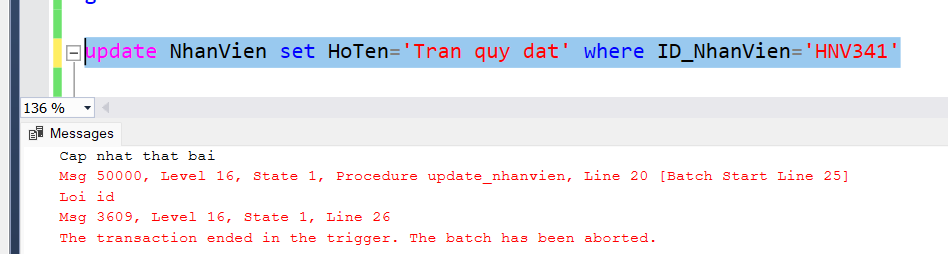 update NhanVien set HoTen='Tran quy dat' where ID_NhanVien='HNV341'
136 %
Messages
Cap nhat that bai
Msg 50000, Level 16, State 1, Procedure update_nhanvien, Line 20 [Batch Start Line 25]
Loi id
Msg 3609, Level 16, State 1, Line 26
The transaction ended in the trigger. The batch has been aborted.